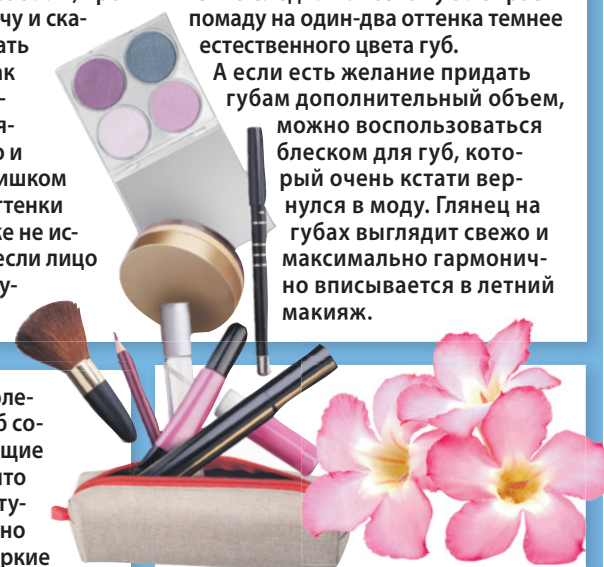 чу и ска-
ать
ак
-
я-
о и
ишком
ттенки
же не ис-
если лицо
у-
помаду на один-два оттенка темнее
естественного цвета губ.
А если есть желание придать
губам дополнительный объем,
можно воспользоваться
блеском для губ, кото-
рый очень кстати вер-
нулся в моду. Глянец на
губах выглядит свежо и
максимально гармонич-
но вписывается в летний
макияж.
оле-
б со-
щие
что
ту-
но
ркие